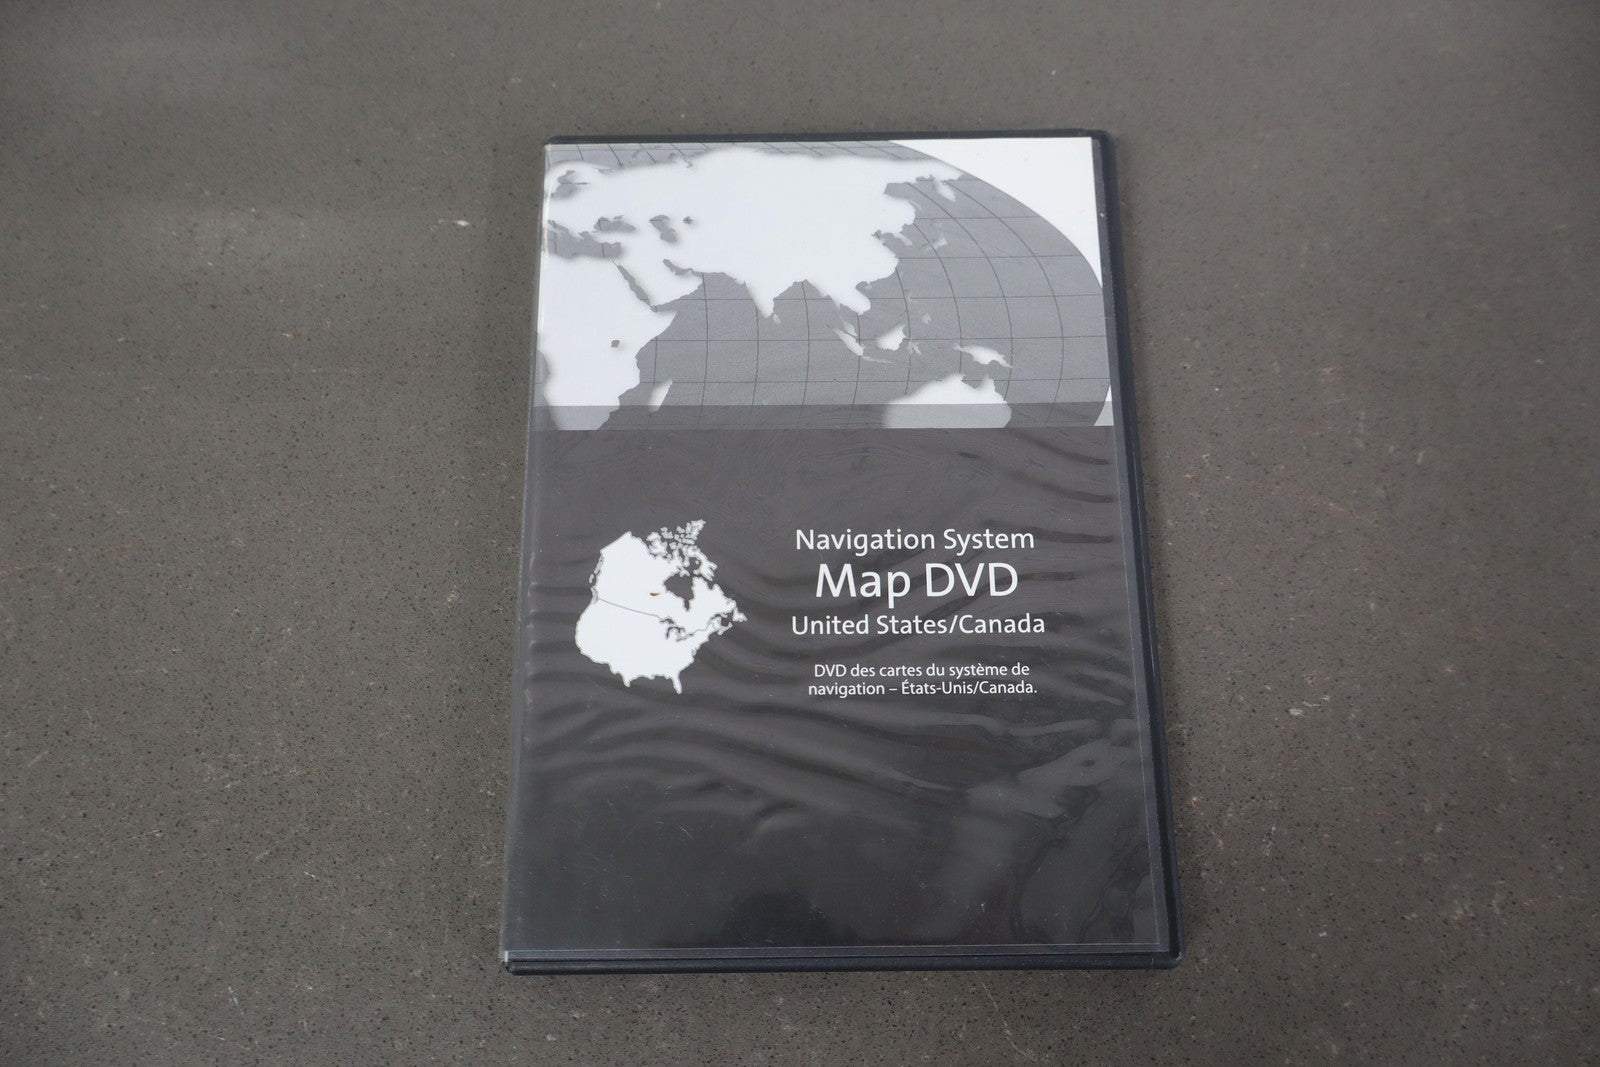 Navigation System
Map DVD
United States/Canada
DVD des cartes du système de
navigation – États-Unis/Canada.